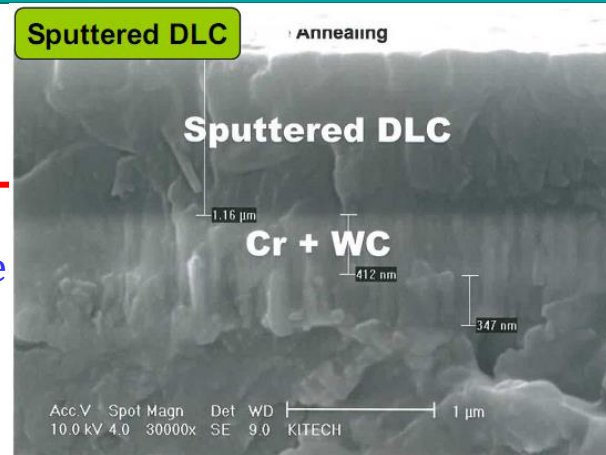 Sputtered DLC
Annealing
Sputtered DLC
1.16 µm
Cr + WC
e
412 nm
347 nm
Acc.V Spot Magn Det WD 1 µm
10.0 kV 4.0 30000x SE 9.0 KITECH